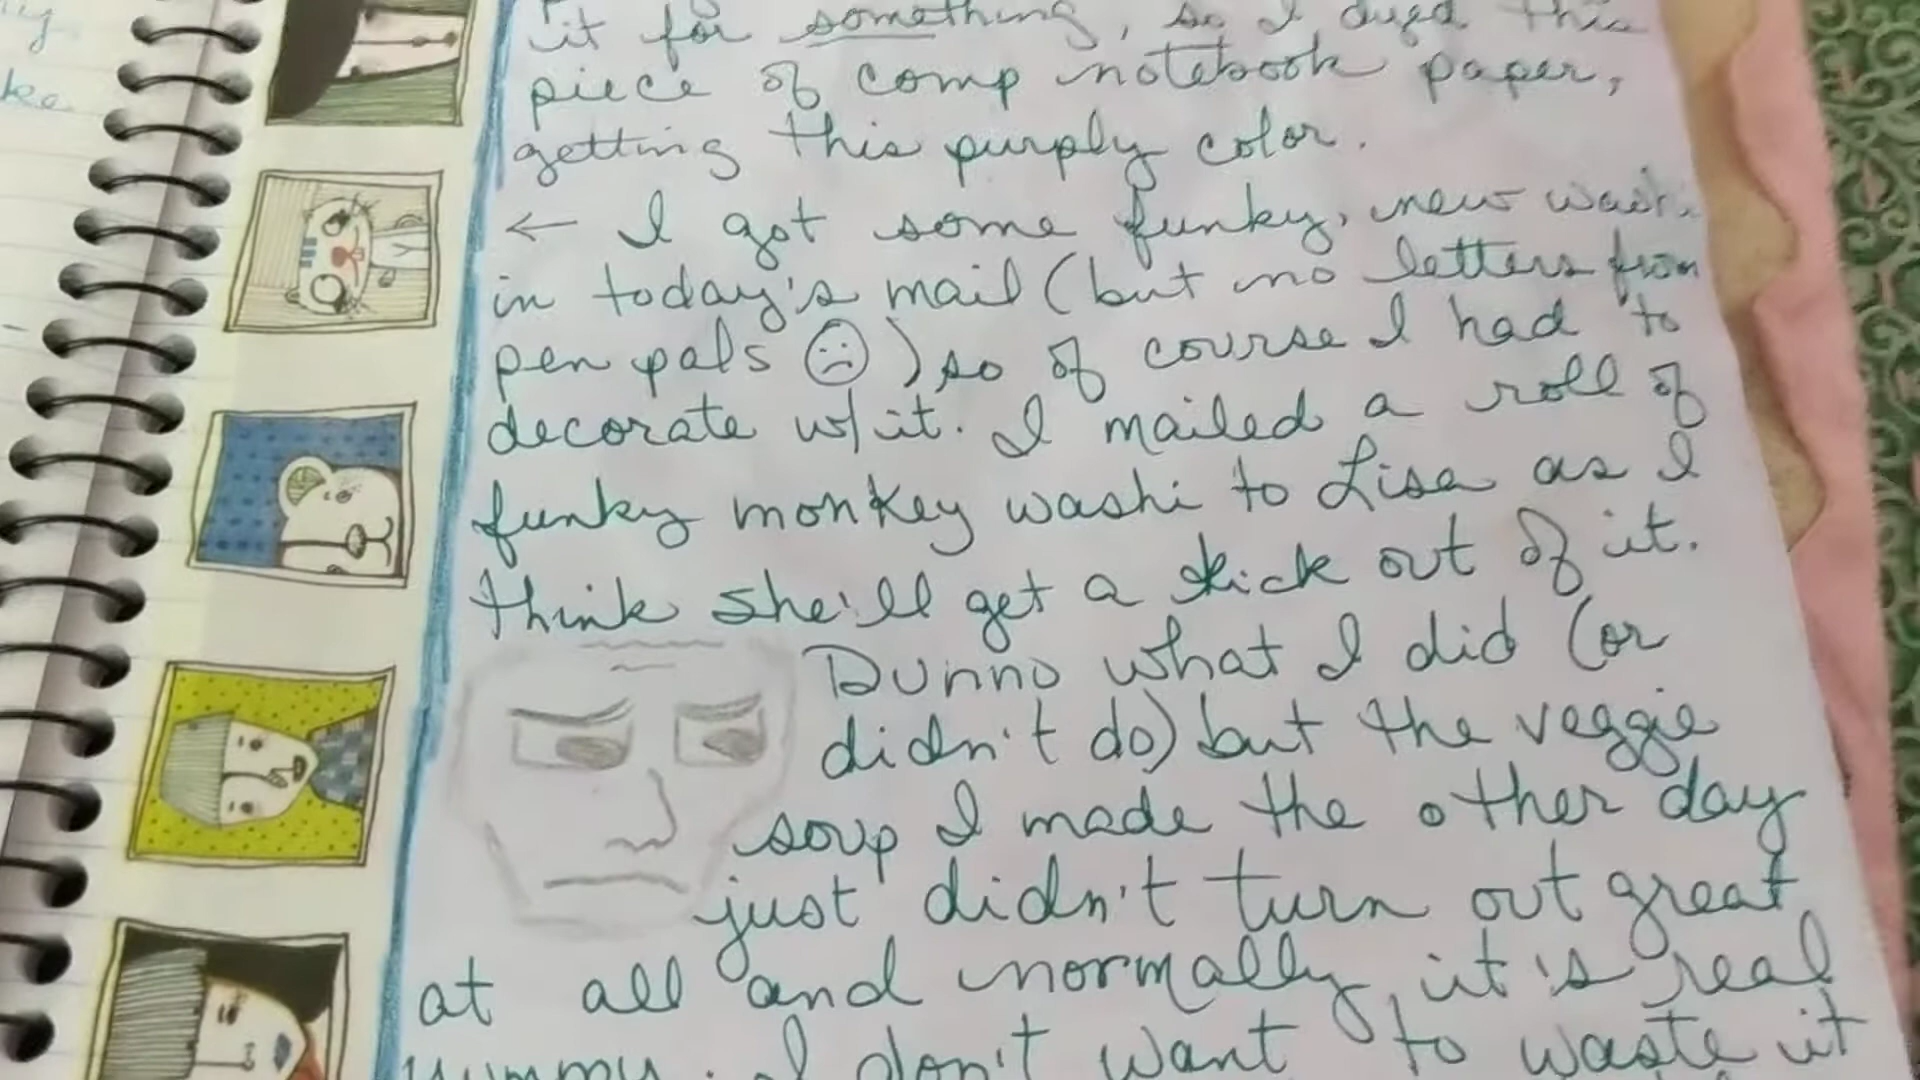 it for something, so I dyed this
piece of comp notebook paper,
getting this purply color.
← I got some funky, new washi
in today's mail (but no letters from
pen pals ☹) so of course I had to
decorate w/it. I mailed a roll of
funky monkey washi to Lisa as I
think she'll get a kick out of it.
Dunno what I did (or
didn't do) but the veggie
soup I made the other day
just didn't turn out great
at all and normally it's real
yummy. I don't want to waste it